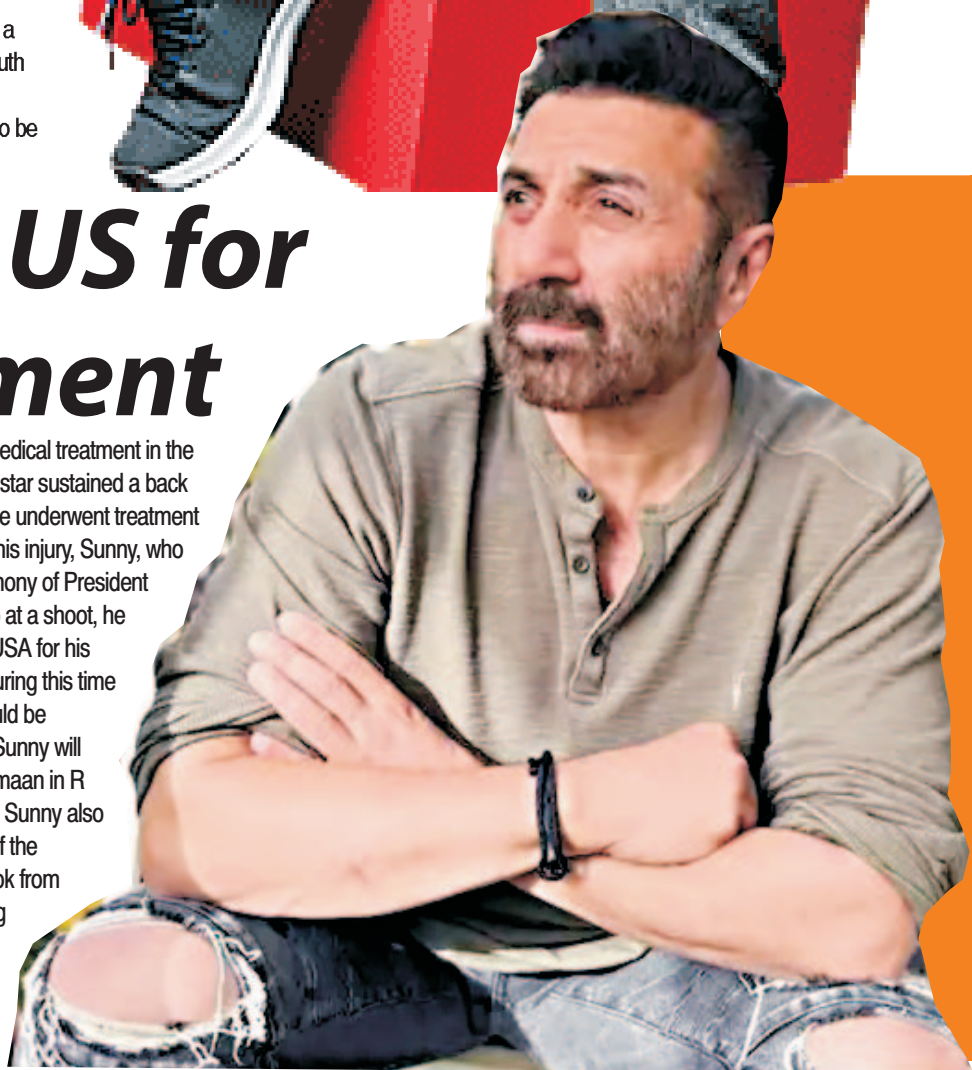 a
uth
o be
US for
ment
edical treatment in the
star sustained a back
e underwent treatment
his injury, Sunny, who
nony of President
at a shoot, he
USA for his
uring this time
uld be
Sunny will
maan in R
Sunny also
f the
ok from
g